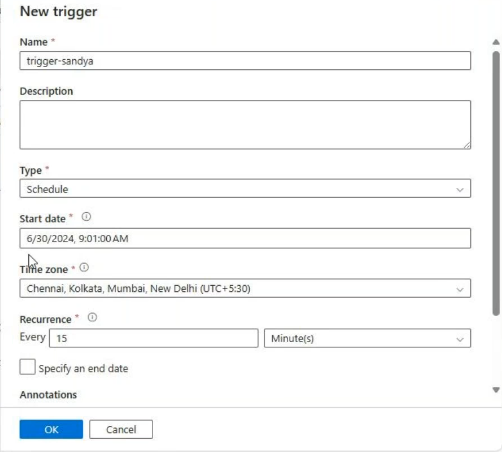 New trigger
Name *
trigger-sandya
Description
Type *
Schedule
Start date *
6/30/2024, 9:01:00 AM
Time zone *
Chennai, Kolkata, Mumbai, New Delhi (UTC+5:30)
Recurrence *
Every 15 Minute(s)
Specify an end date
Annotations
OK Cancel